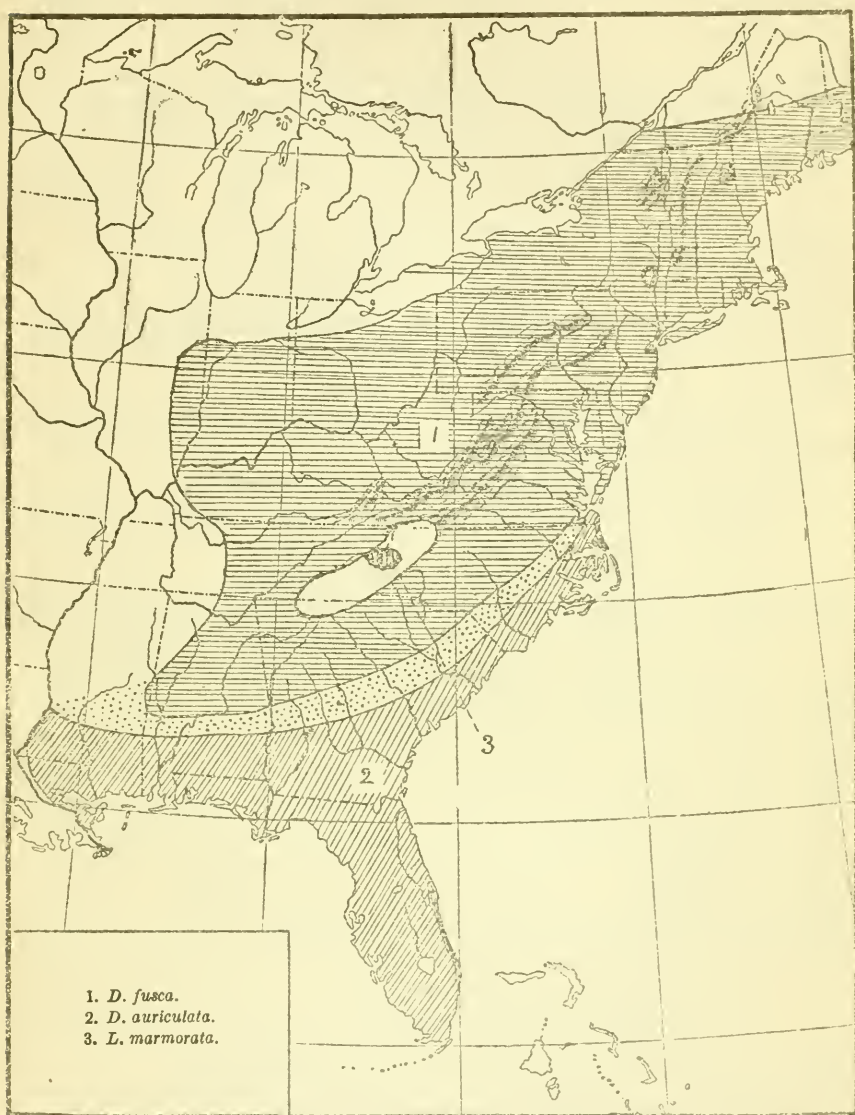 1
2
3
1. D. fusca.
2. D. auriculata.
3. L. marmorata.